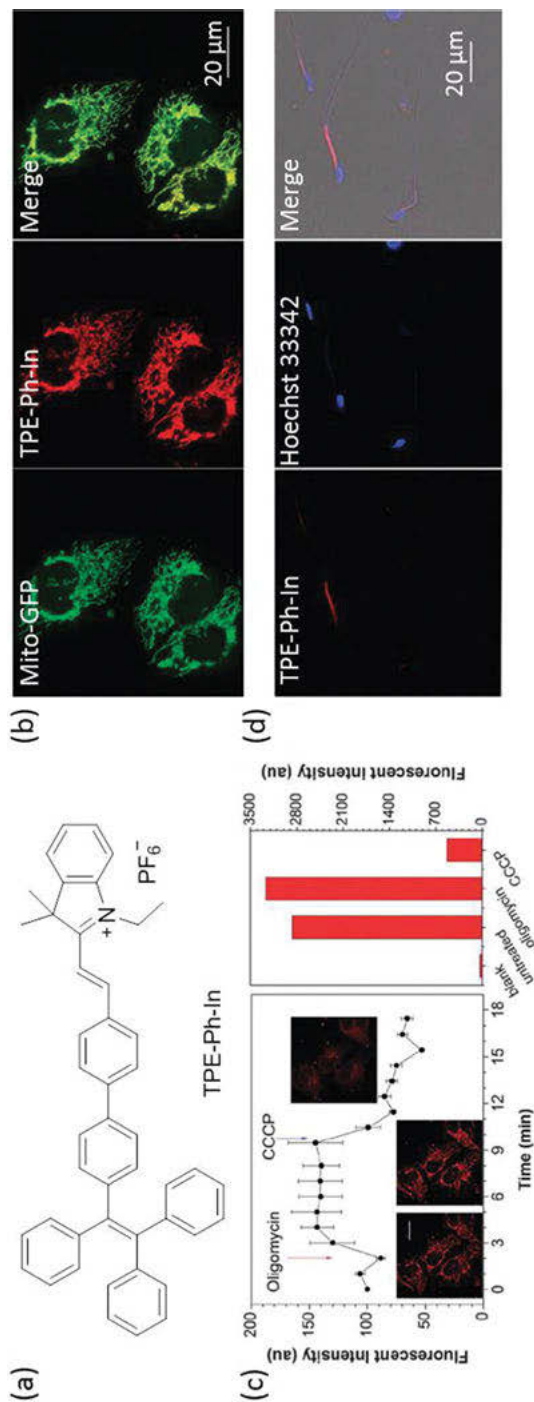 (a)
N
+
PF6−
TPE-Ph-In
(b)
Mito-GFP
TPE-Ph-In
Merge
20 μm
(c)
Fluorescent Intensity (au)
200
150
100
50
0
Oligomycin
CCCP
0 3 6 9 12 15 18
Time (min)
3500
2800
2100
1400
700
0
Fluorescent Intensity (au)
blank
untreated
oligomycin
CCCP
(d)
TPE-Ph-In
Hoechst 33342
Merge
20 μm